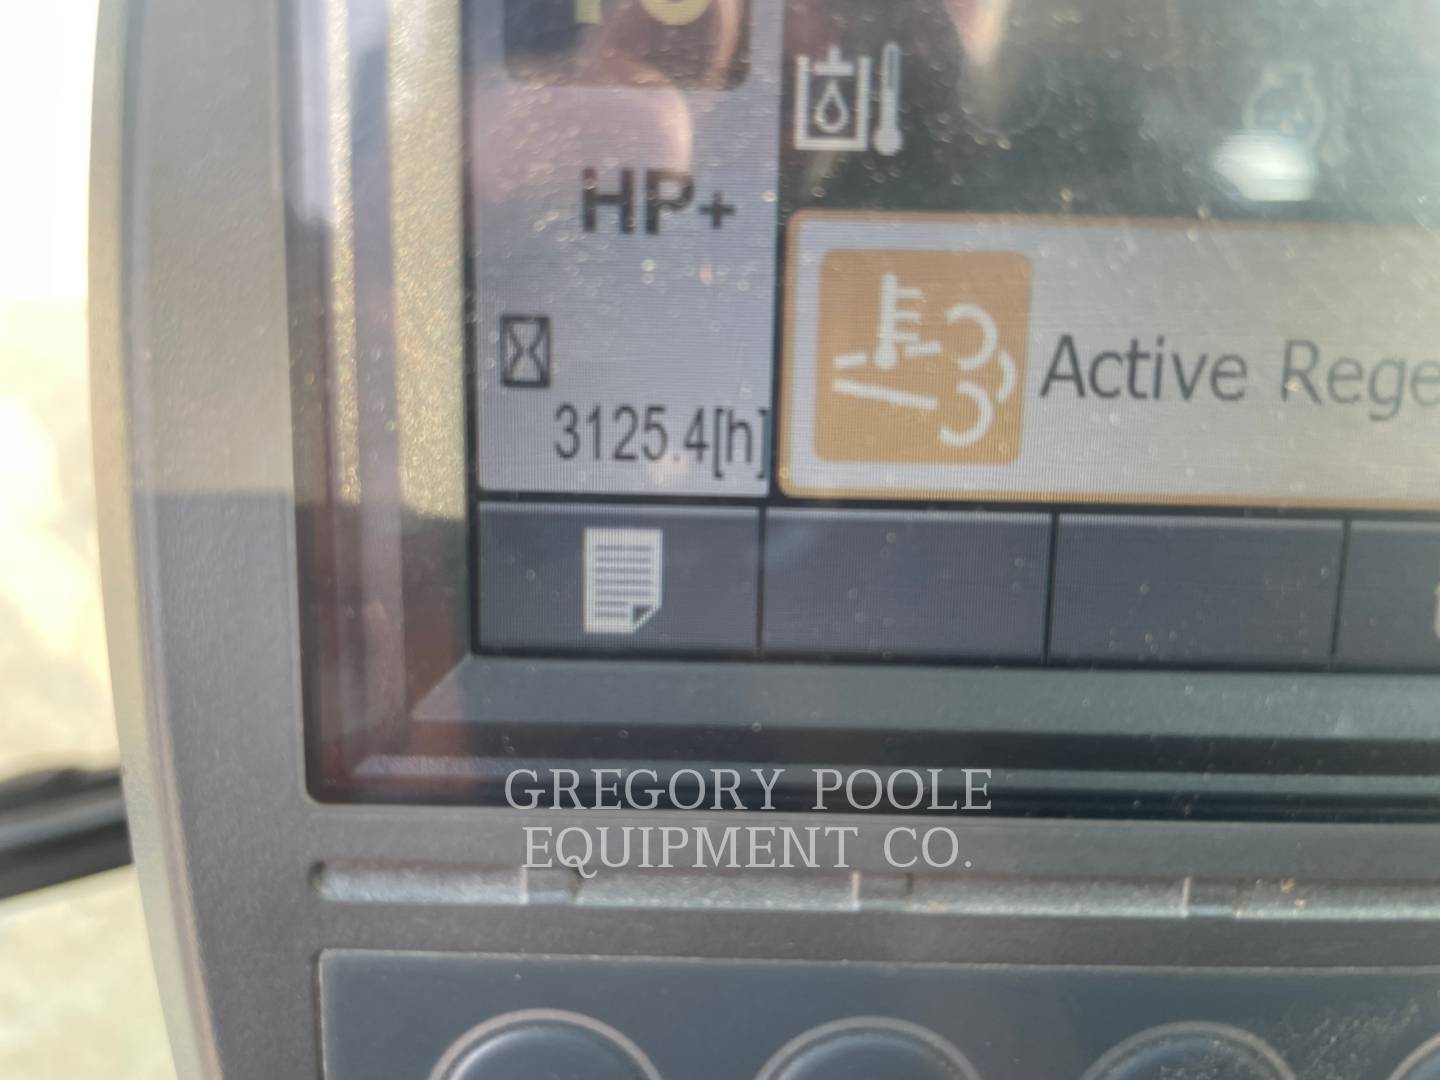 HP+
Active Rege
3125.4[h]
GREGORY POOLE
EQUIPMENT CO.